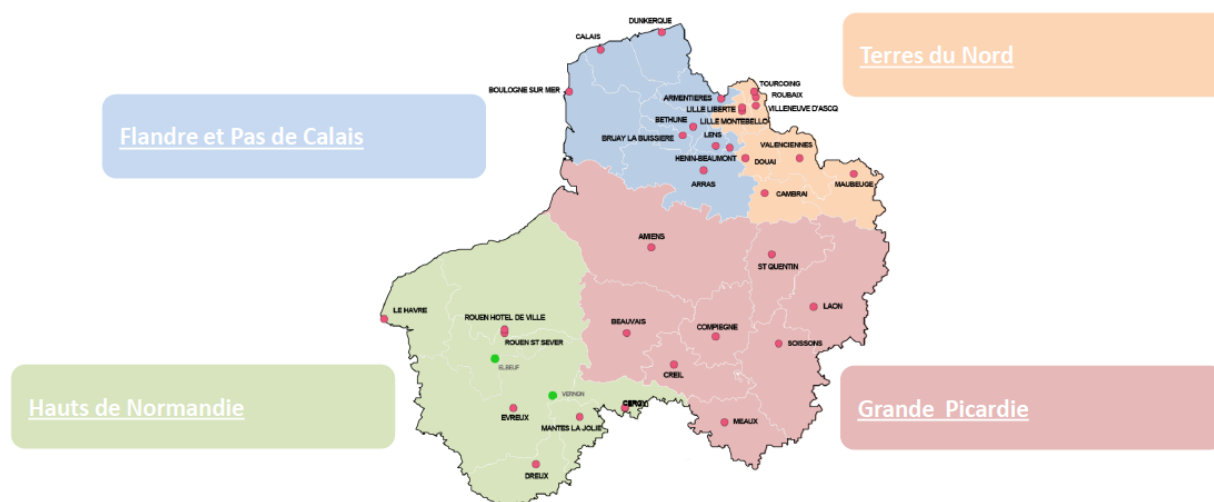 DUNKERQUE
CALAIS
Terres du Nord
BOULOGNE SUR MER
TOURCOING
ROUBAIX
ARMENTIERES
LILLE LIBERTE
VILLENEUVE D'ASCQ
Flandre et Pas de Calais
BETHUNE
LILLE MONTEBELLO
BRUAY LA BUISSIERE
LENS
VALENCIENNES
HENIN-BEAUMONT
DOUAI
ARRAS
MAUBEUGE
CAMBRAI
AMIENS
ST QUENTIN
LAON
LE HAVRE
ROUEN HOTEL DE VILLE
BEAUVAIS
COMPIEGNE
ROUEN ST SEVER
SOISSONS
ELBEUF
CREIL
VERNON
Hauts de Normandie
EVREUX
MANTES LA JOLIE
MEAUX
Grande Picardie
DREUX